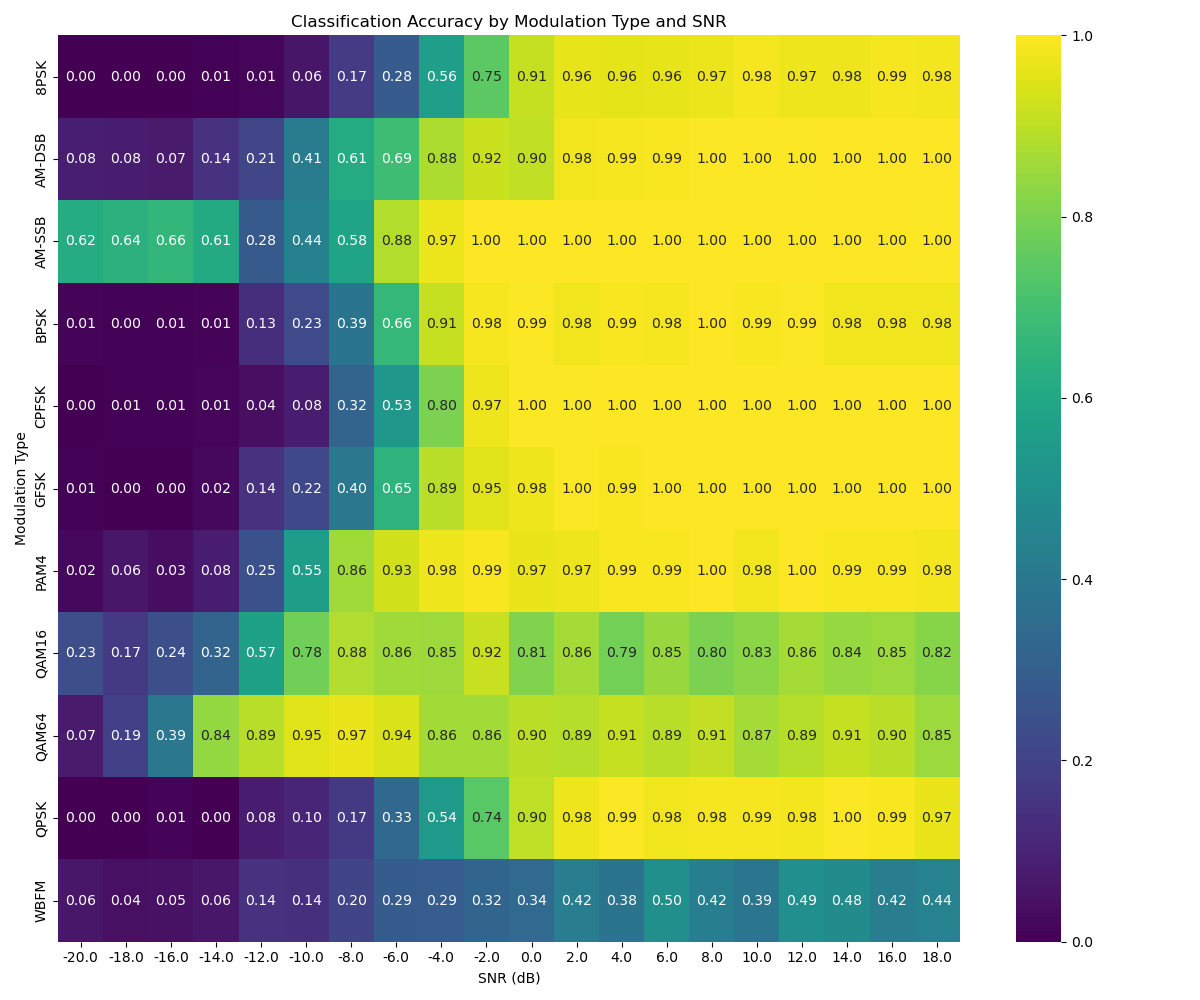 Classification Accuracy by Modulation Type and SNR
8PSK 0.00 0.00 0.00 0.01 0.01 0.06 0.17 0.28 0.56 0.75 0.91 0.96 0.96 0.96 0.97 0.98 0.97 0.98 0.99 0.98
AM-DSB 0.08 0.08 0.07 0.14 0.21 0.41 0.61 0.69 0.88 0.92 0.90 0.98 0.99 0.99 1.00 1.00 1.00 1.00 1.00 1.00
AM-SSB 0.62 0.64 0.66 0.61 0.28 0.44 0.58 0.88 0.97 1.00 1.00 1.00 1.00 1.00 1.00 1.00 1.00 1.00 1.00 1.00
BPSK 0.01 0.00 0.01 0.01 0.13 0.23 0.39 0.66 0.91 0.98 0.99 0.98 0.99 0.98 1.00 0.99 0.99 0.98 0.98 0.98
CPFSK 0.00 0.01 0.01 0.01 0.04 0.08 0.32 0.53 0.80 0.97 1.00 1.00 1.00 1.00 1.00 1.00 1.00 1.00 1.00 1.00
GFSK 0.01 0.00 0.00 0.02 0.14 0.22 0.40 0.65 0.89 0.95 0.98 1.00 0.99 1.00 1.00 1.00 1.00 1.00 1.00 1.00
PAM4 0.02 0.06 0.03 0.08 0.25 0.55 0.86 0.93 0.98 0.99 0.97 0.97 0.99 0.99 1.00 0.98 1.00 0.99 0.99 0.98
QAM16 0.23 0.17 0.24 0.32 0.57 0.78 0.88 0.86 0.85 0.92 0.81 0.86 0.79 0.85 0.80 0.83 0.86 0.84 0.85 0.82
QAM64 0.07 0.19 0.39 0.84 0.89 0.95 0.97 0.94 0.86 0.86 0.90 0.89 0.91 0.89 0.91 0.87 0.89 0.91 0.90 0.85
QPSK 0.00 0.00 0.01 0.00 0.08 0.10 0.17 0.33 0.54 0.74 0.90 0.98 0.99 0.98 0.98 0.99 0.98 1.00 0.99 0.97
WBFM 0.06 0.04 0.05 0.06 0.14 0.14 0.20 0.29 0.29 0.32 0.34 0.42 0.38 0.50 0.42 0.39 0.49 0.48 0.42 0.44
-20.0 -18.0 -16.0 -14.0 -12.0 -10.0 -8.0 -6.0 -4.0 -2.0 0.0 2.0 4.0 6.0 8.0 10.0 12.0 14.0 16.0 18.0
SNR (dB)
Modulation Type
1.0
0.8
0.6
0.4
0.2
0.0